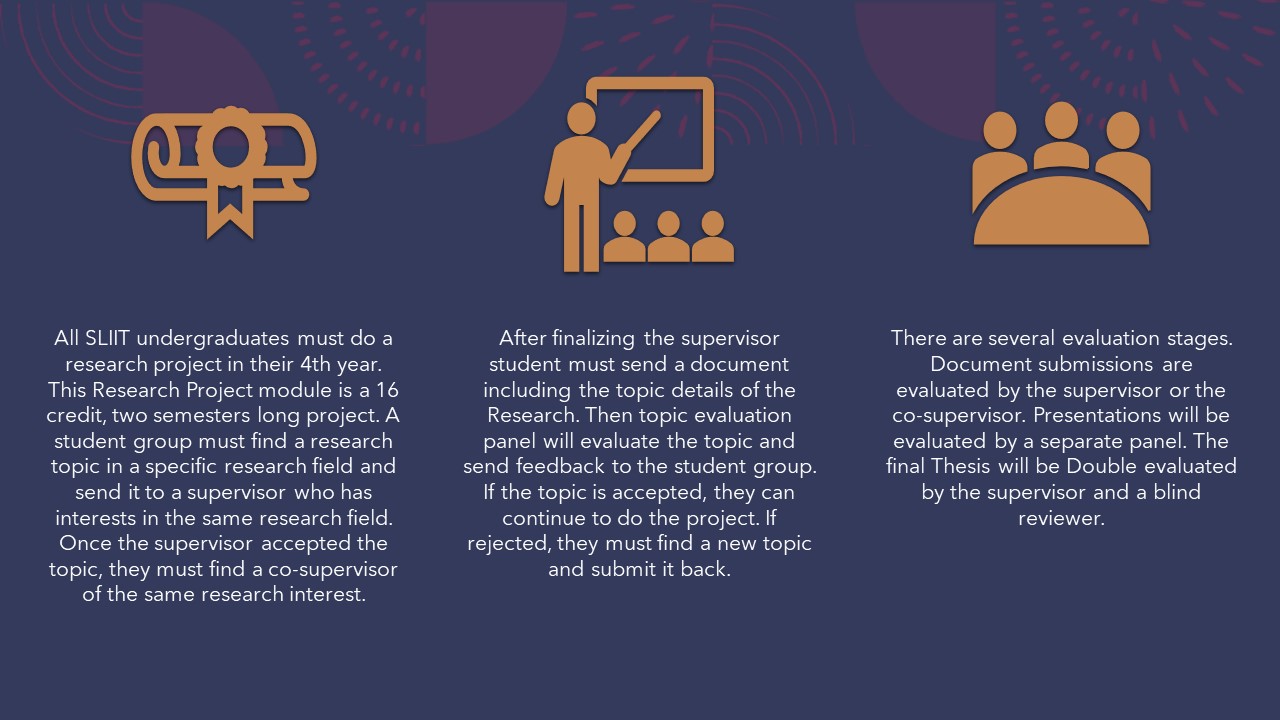 All SLIIT undergraduates must do a
research project in their 4th year.
This Research Project module is a 16
credit, two semesters long project. A
student group must find a research
topic in a specific research field and
send it to a supervisor who has
interests in the same research field.
Once the supervisor accepted the
topic, they must find a co-supervisor
of the same research interest.
After finalizing the supervisor
student must send a document
including the topic details of the
Research. Then topic evaluation
panel will evaluate the topic and
send feedback to the student group.
If the topic is accepted, they can
continue to do the project. If
rejected, they must find a new topic
and submit it back.
There are several evaluation stages.
Document submissions are
evaluated by the supervisor or the
co-supervisor. Presentations will be
evaluated by a separate panel. The
final Thesis will be Double evaluated
by the supervisor and a blind
reviewer.